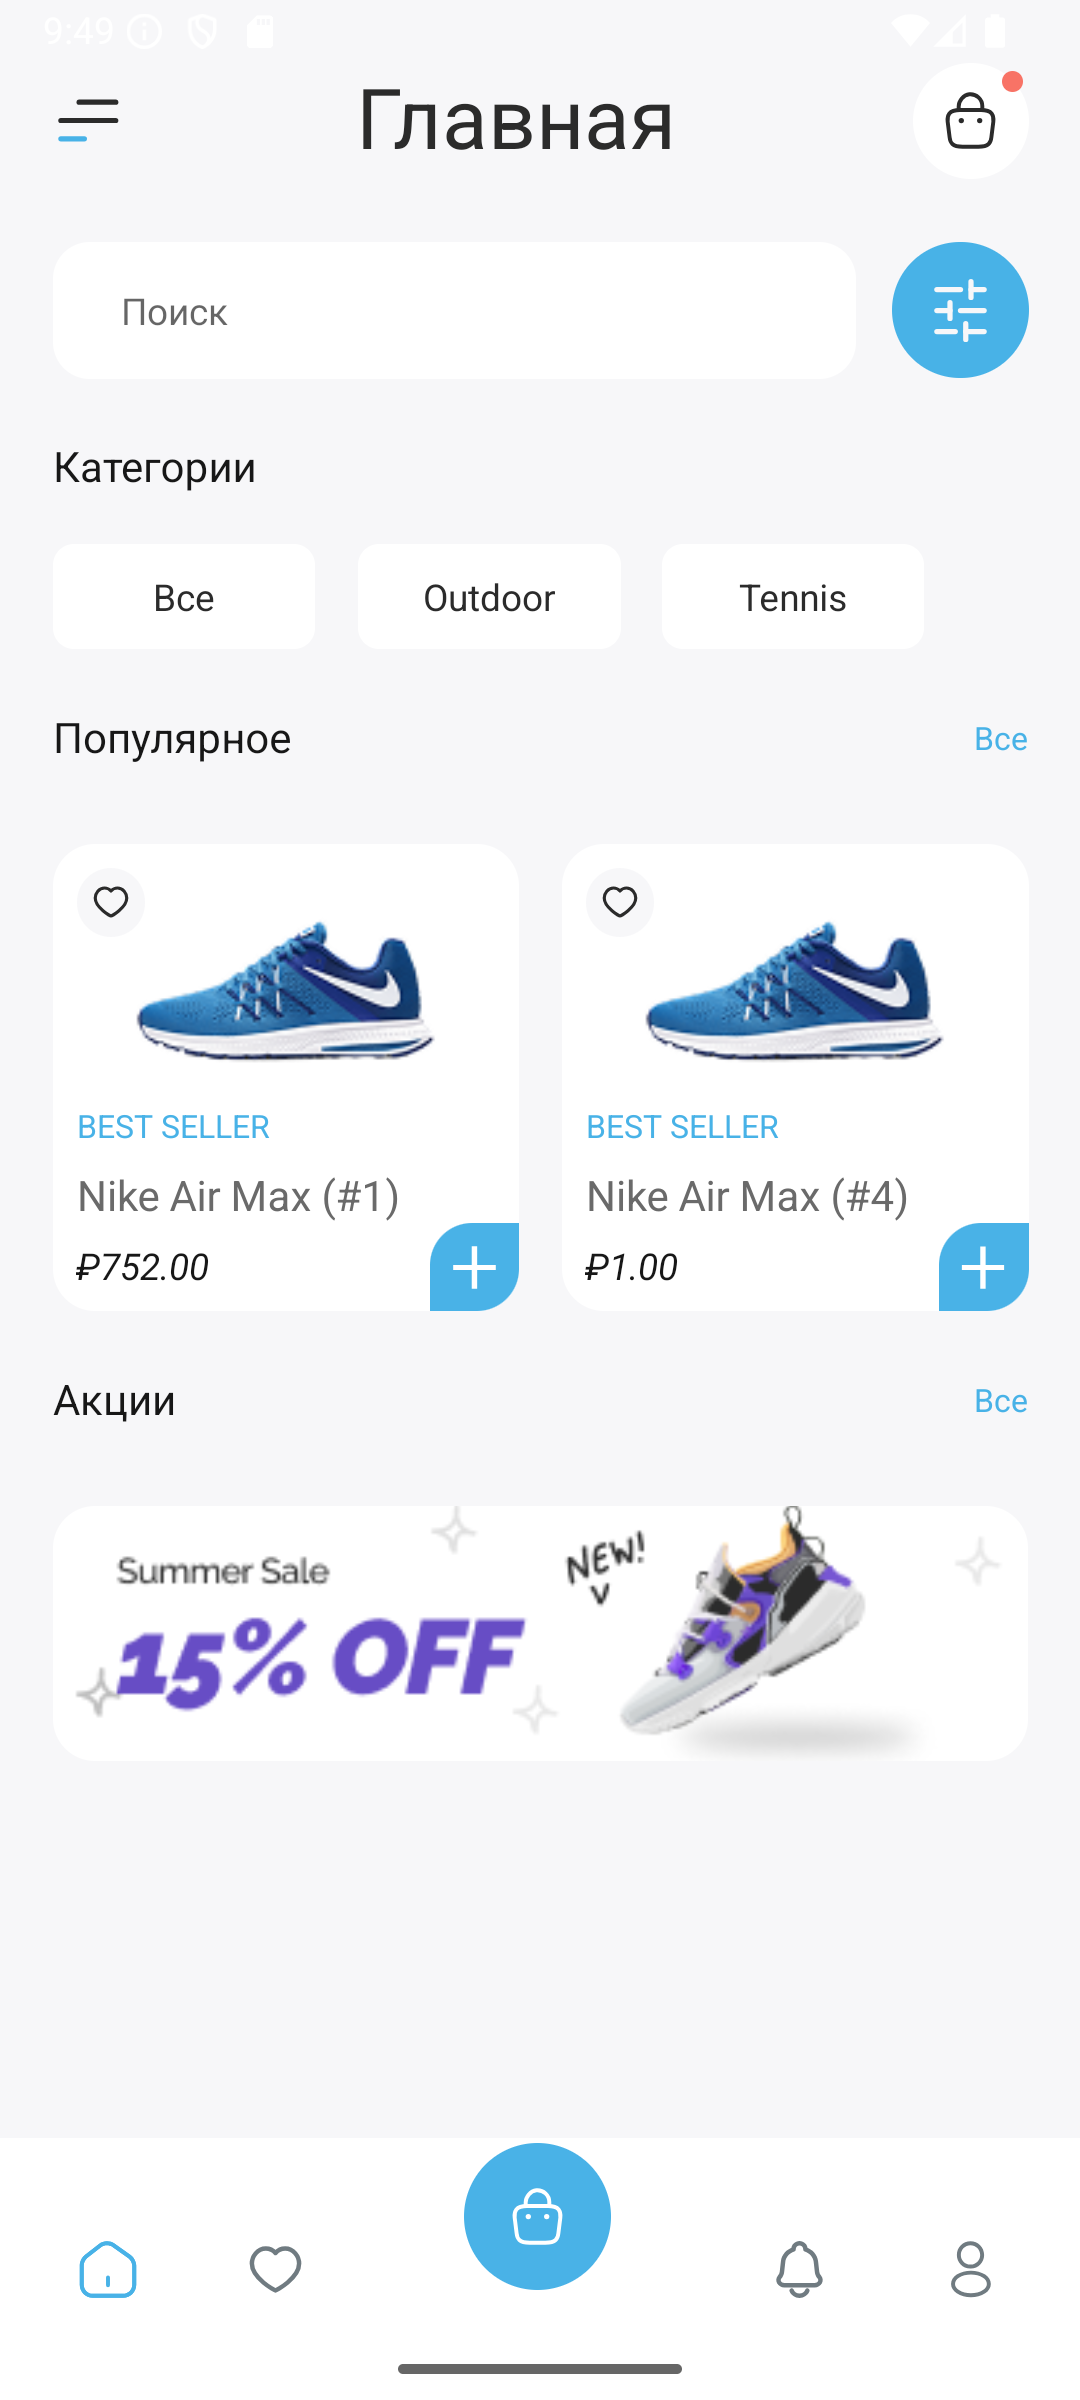 9:49
Главная
Поиск
Категории
Все
Outdoor
Tennis
Популярное
Все
BEST SELLER
BEST SELLER
Nike Air Max (#1)
Nike Air Max (#4)
₽752.00
₽1.00
Акции
Все
Summer Sale
15% OFF
NEW!